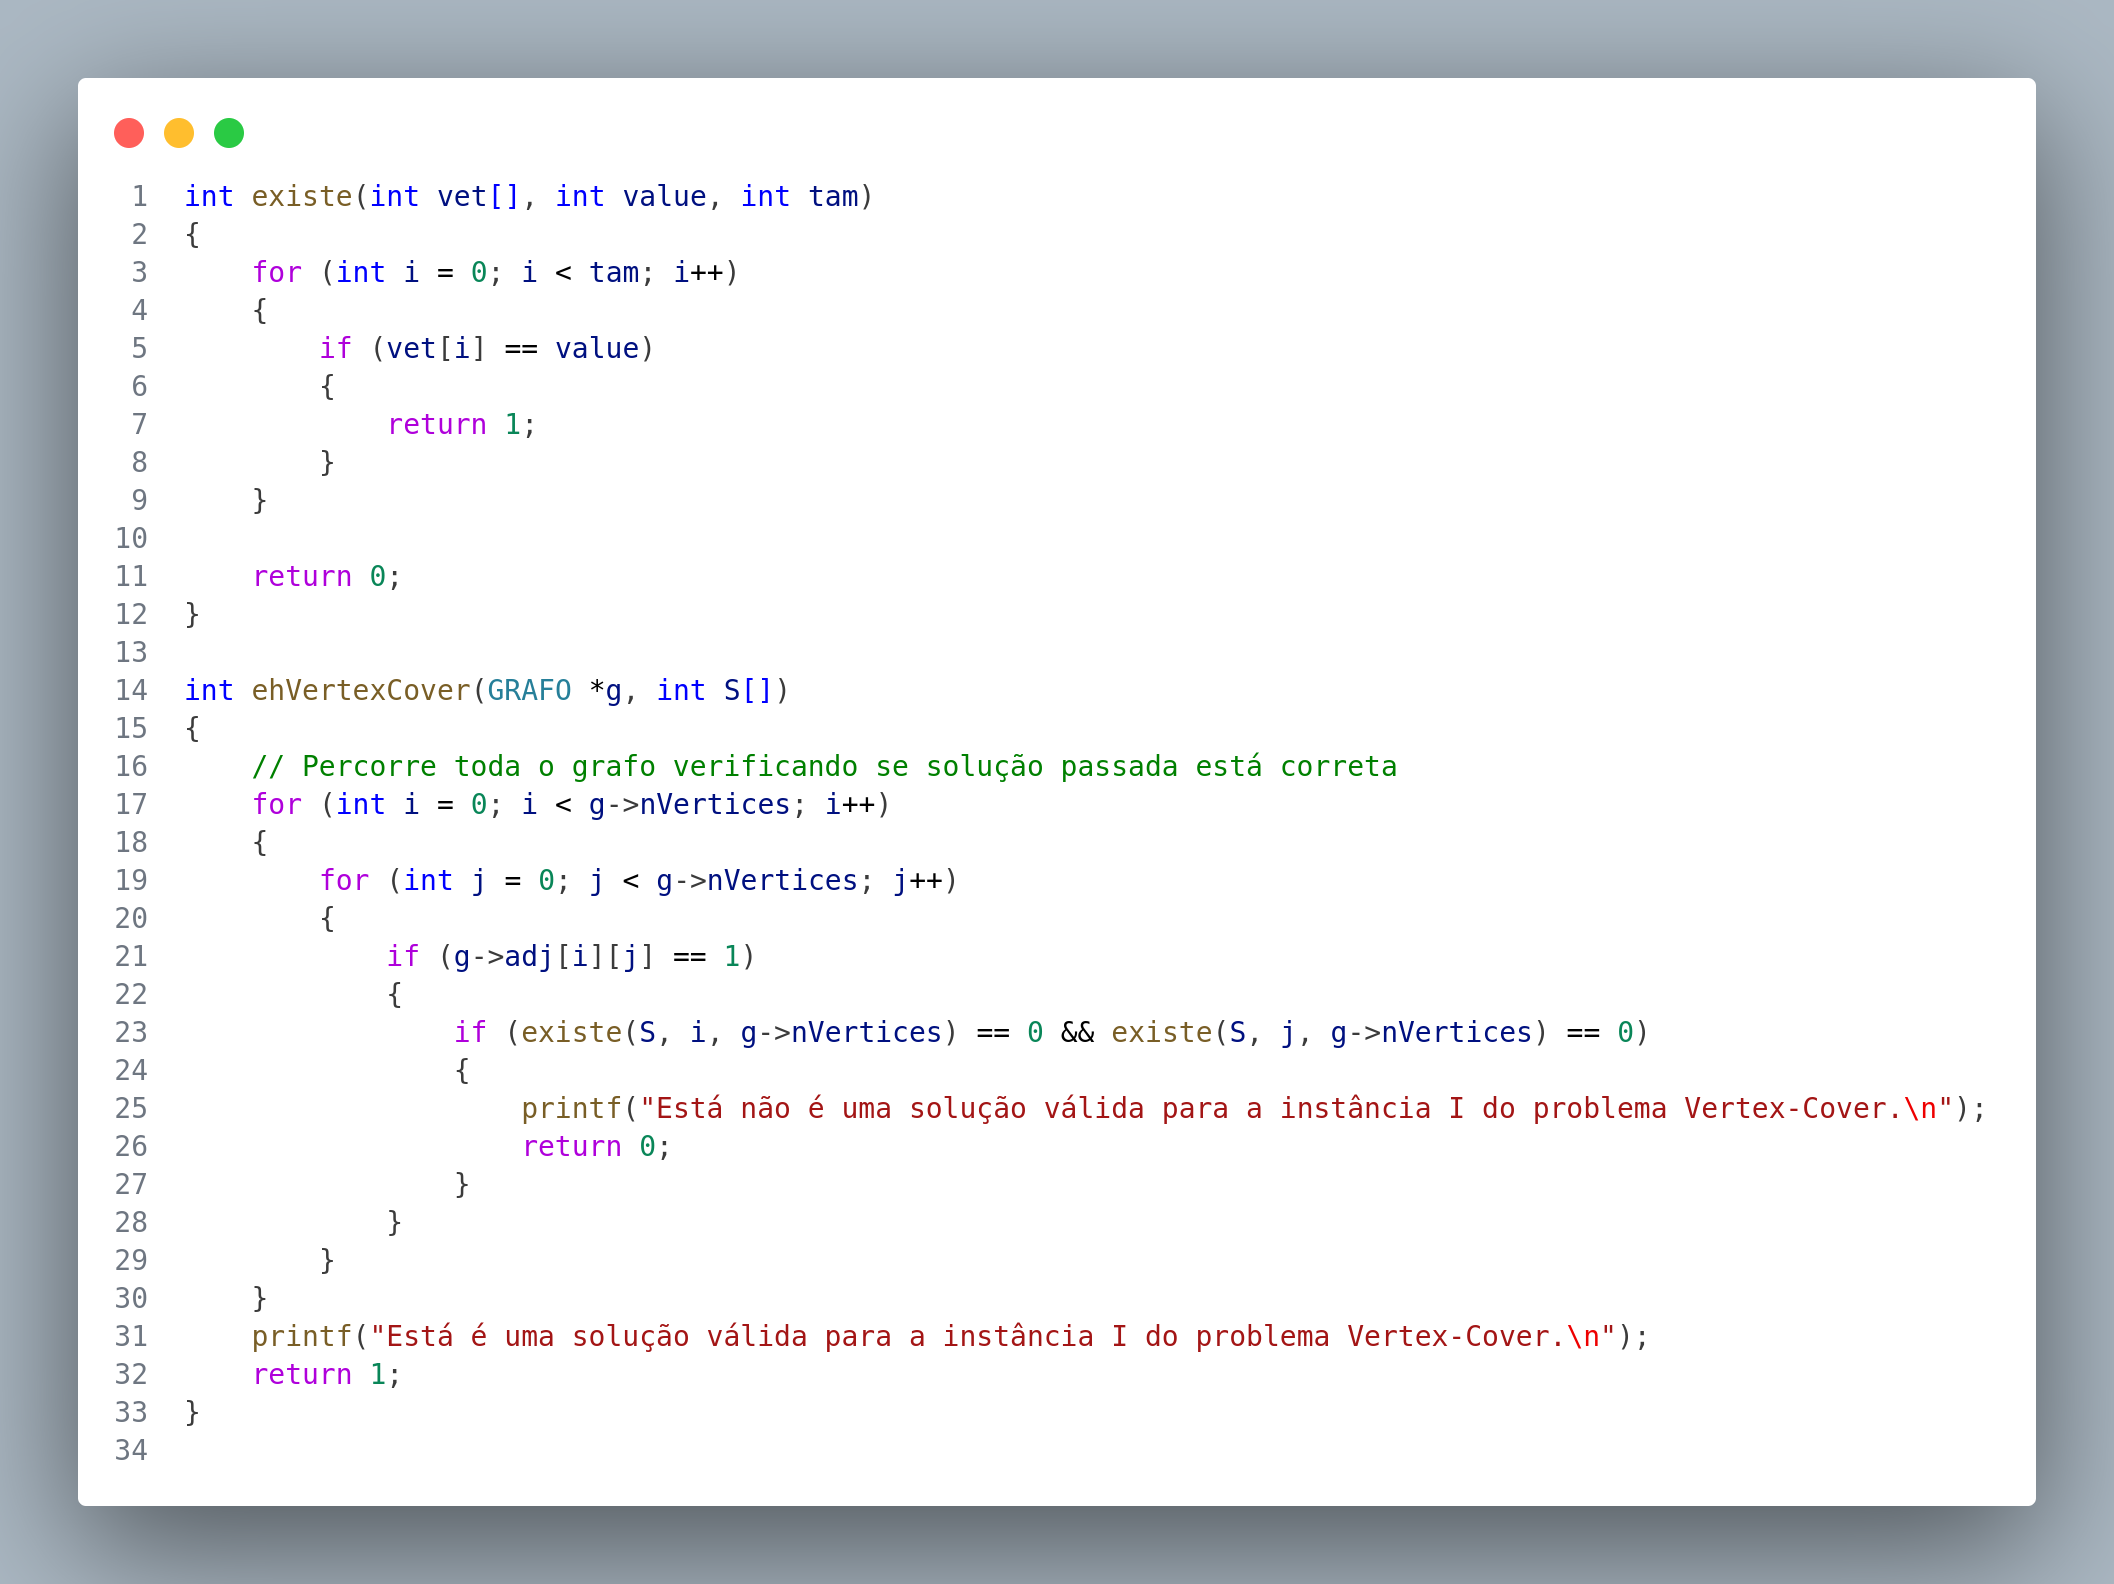 1 int existe(int vet[], int value, int tam)
2 {
3     for (int i = 0; i < tam; i++)
4     {
5         if (vet[i] == value)
6         {
7             return 1;
8         }
9     }
10
11     return 0;
12 }
13
14 int ehVertexCover(GRAFO *g, int S[])
15 {
16     // Percorre toda o grafo verificando se solução passada está correta
17     for (int i = 0; i < g->nVertices; i++)
18     {
19         for (int j = 0; j < g->nVertices; j++)
20         {
21             if (g->adj[i][j] == 1)
22             {
23                 if (existe(S, i, g->nVertices) == 0 && existe(S, j, g->nVertices) == 0)
24                 {
25                     printf("Está não é uma solução válida para a instância I do problema Vertex-Cover.\n");
26                     return 0;
27                 }
28             }
29         }
30     }
31     printf("Está é uma solução válida para a instância I do problema Vertex-Cover.\n");
32     return 1;
33 }
34